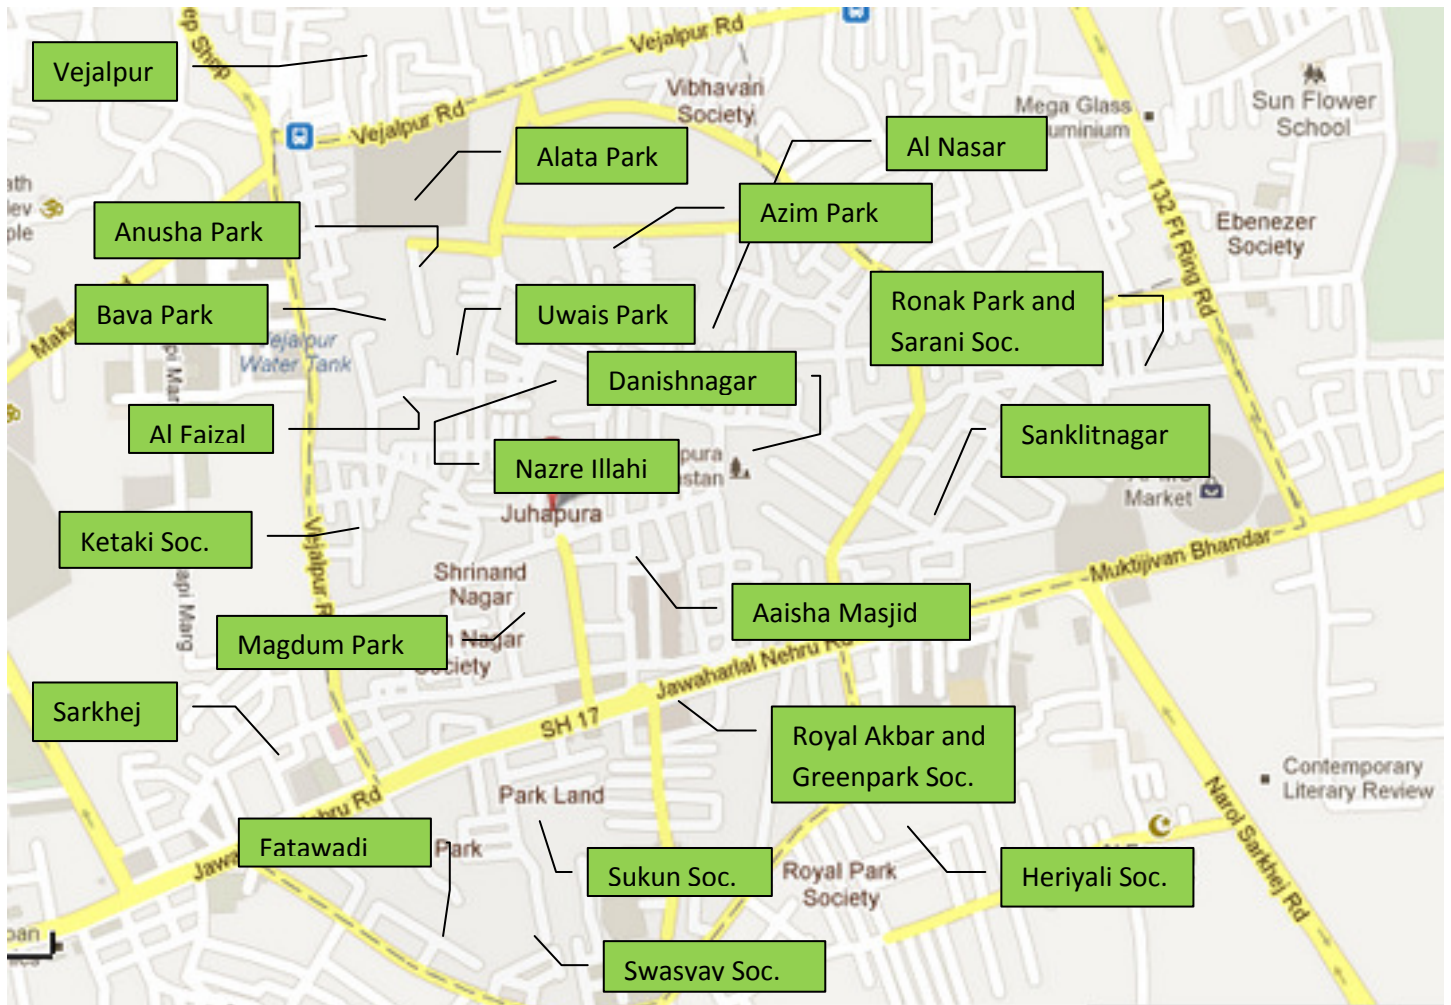 Vejalpur Rd
Vejalpur
Vibhavari
Society
Mega Glass
Sun Flower
School
Vejalpur Rd
Alata Park
Al Nasar
132 Ft Ring Rd
Anusha Park
Azim Park
Ebenezer
Society
Bava Park
Uwais Park
Ronak Park and
Sarani Soc.
Water Tank
Danishnagar
Al Faizal
Sanklitnagar
Nazre Illahi
Market
Juhapura
Ketaki Soc.
Muktijivan Bhandar
Shrinand
Nagar
Aaisha Masjid
Magdum Park
Nagar
Jawaharlal Nehru Rd
Sarkhej
SH 17
Royal Akbar and
Greenpark Soc.
Contemporary
Literary Review
Park Land
Narol Sarkhej Rd
Fatawadi
Park
Sukun Soc.
Royal Park
Society
Heriyali Soc.
Swasvav Soc.